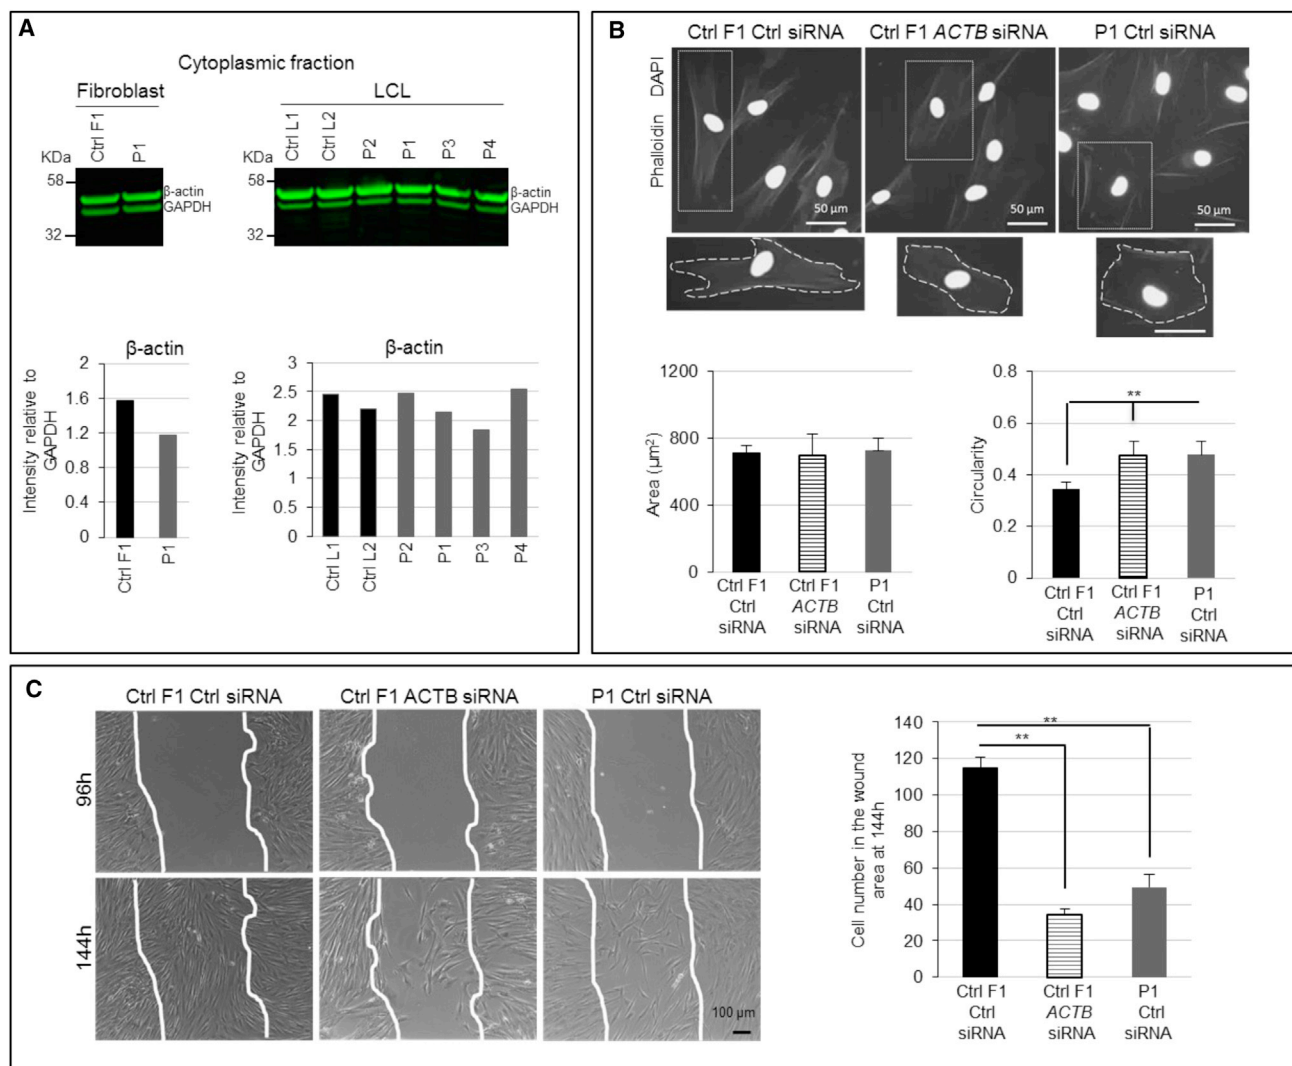 A
Cytoplasmic fraction
Fibroblast
LCL
Ctrl F1
P1
Ctrl L1
Ctrl L2
P2
P1
P3
P4
KDa
58
32
β-actin
GAPDH
KDa
58
32
β-actin
GAPDH
β-actin
Intensity relative to
GAPDH
2
1.6
1.2
0.8
0.4
0
Ctrl F1
P1
β-actin
Intensity relative to
GAPDH
3
2.5
2
1.5
1
0.5
0
Ctrl L1
Ctrl L2
P2
P1
P3
P4
B
Ctrl F1 Ctrl siRNA
Ctrl F1 ACTB siRNA
P1 Ctrl siRNA
Phalloidin DAPI
50 µm
50 µm
50 µm
Area (µm²)
1200
800
400
0
Ctrl F1
Ctrl
siRNA
Ctrl F1
ACTB
siRNA
P1
Ctrl
siRNA
Circularity
0.8
0.6
0.4
0.2
0
**
Ctrl F1
Ctrl
siRNA
Ctrl F1
ACTB
siRNA
P1
Ctrl
siRNA
C
Ctrl F1 Ctrl siRNA
Ctrl F1 ACTB siRNA
P1 Ctrl siRNA
96h
144h
100 µm
Cell number in the wound
area at 144h
140
120
100
80
60
40
20
0
**
**
Ctrl F1
Ctrl
siRNA
Ctrl F1
ACTB
siRNA
P1
Ctrl
siRNA